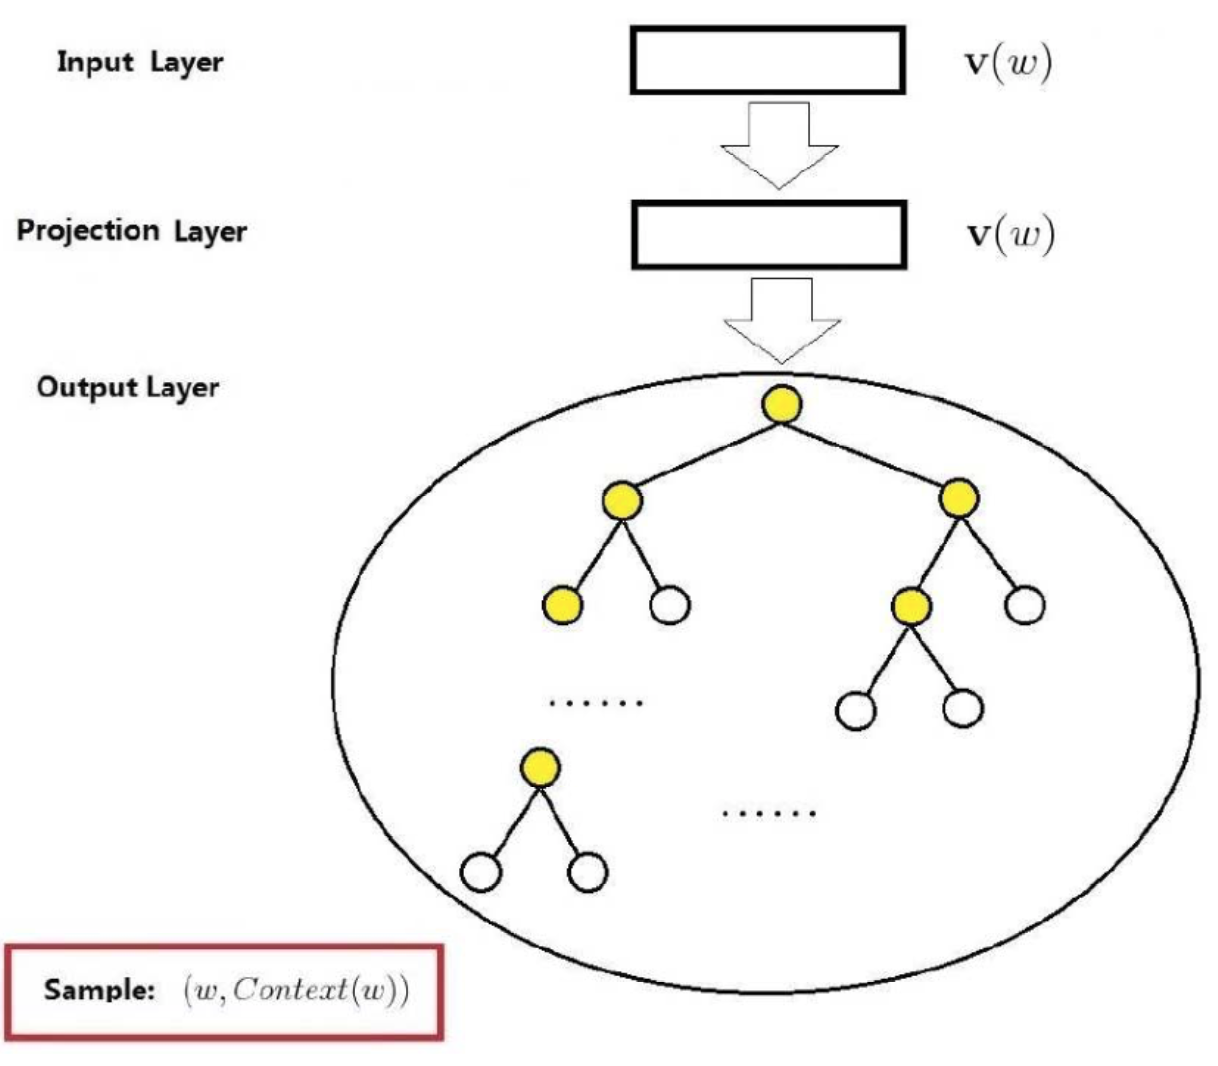 Input Layer v(w)
Projection Layer v(w)
Output Layer
......
......
Sample: (w, Context(w))